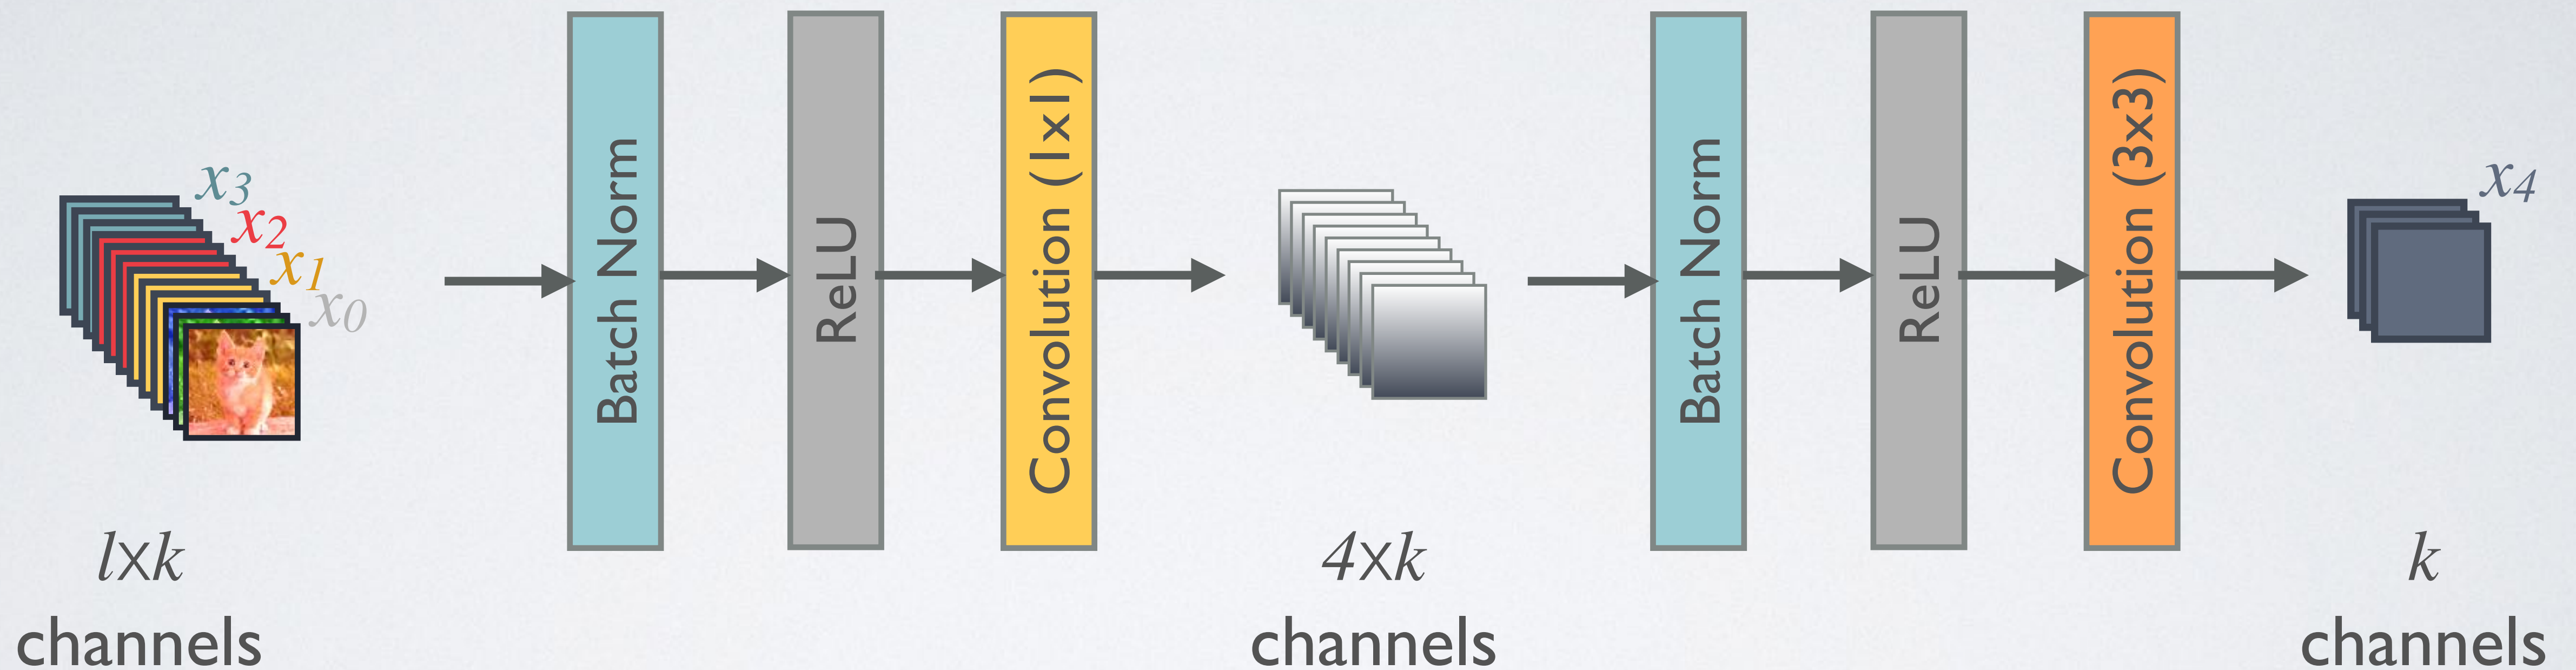 x3
x2
x1
x0
Batch Norm
ReLU
Convolution (1x1)
Batch Norm
ReLU
Convolution (3x3)
x4
lxk
channels
4xk
channels
k
channels